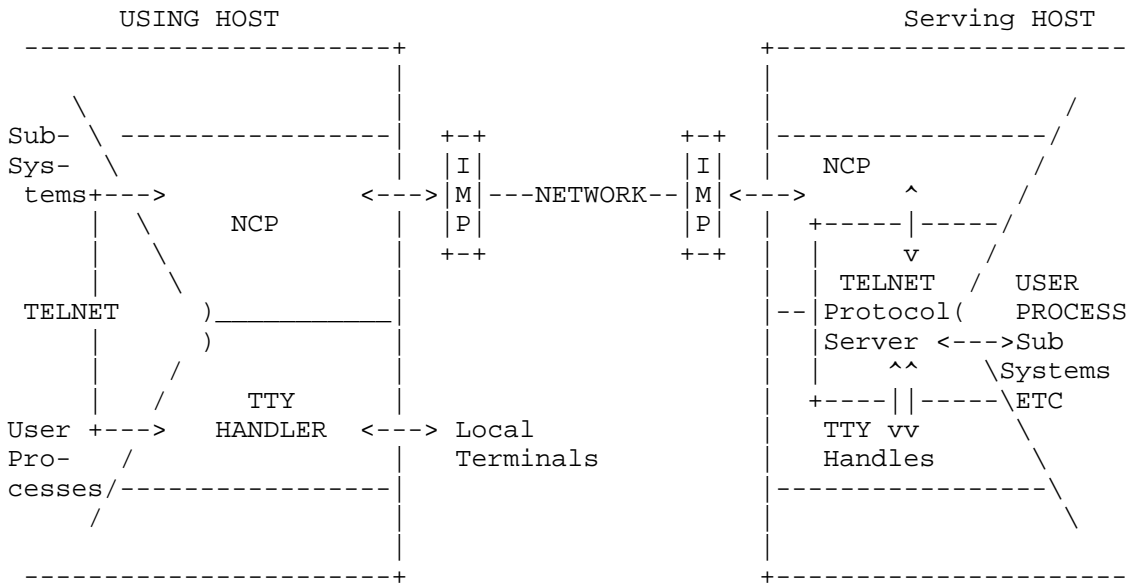 USING HOST Serving HOST
Sub- +-+ +-+
Sys- |I| |I| NCP
tems+---> <--->|M|---NETWORK--|M|<---> ^
NCP |P| |P|
+-+ +-+ v
TELNET USER
TELNET Protocol( PROCESS
Server <--->Sub
^^ Systems
TTY ETC
User +---> HANDLER <---> Local TTY vv
Pro- Terminals Handles
cesses